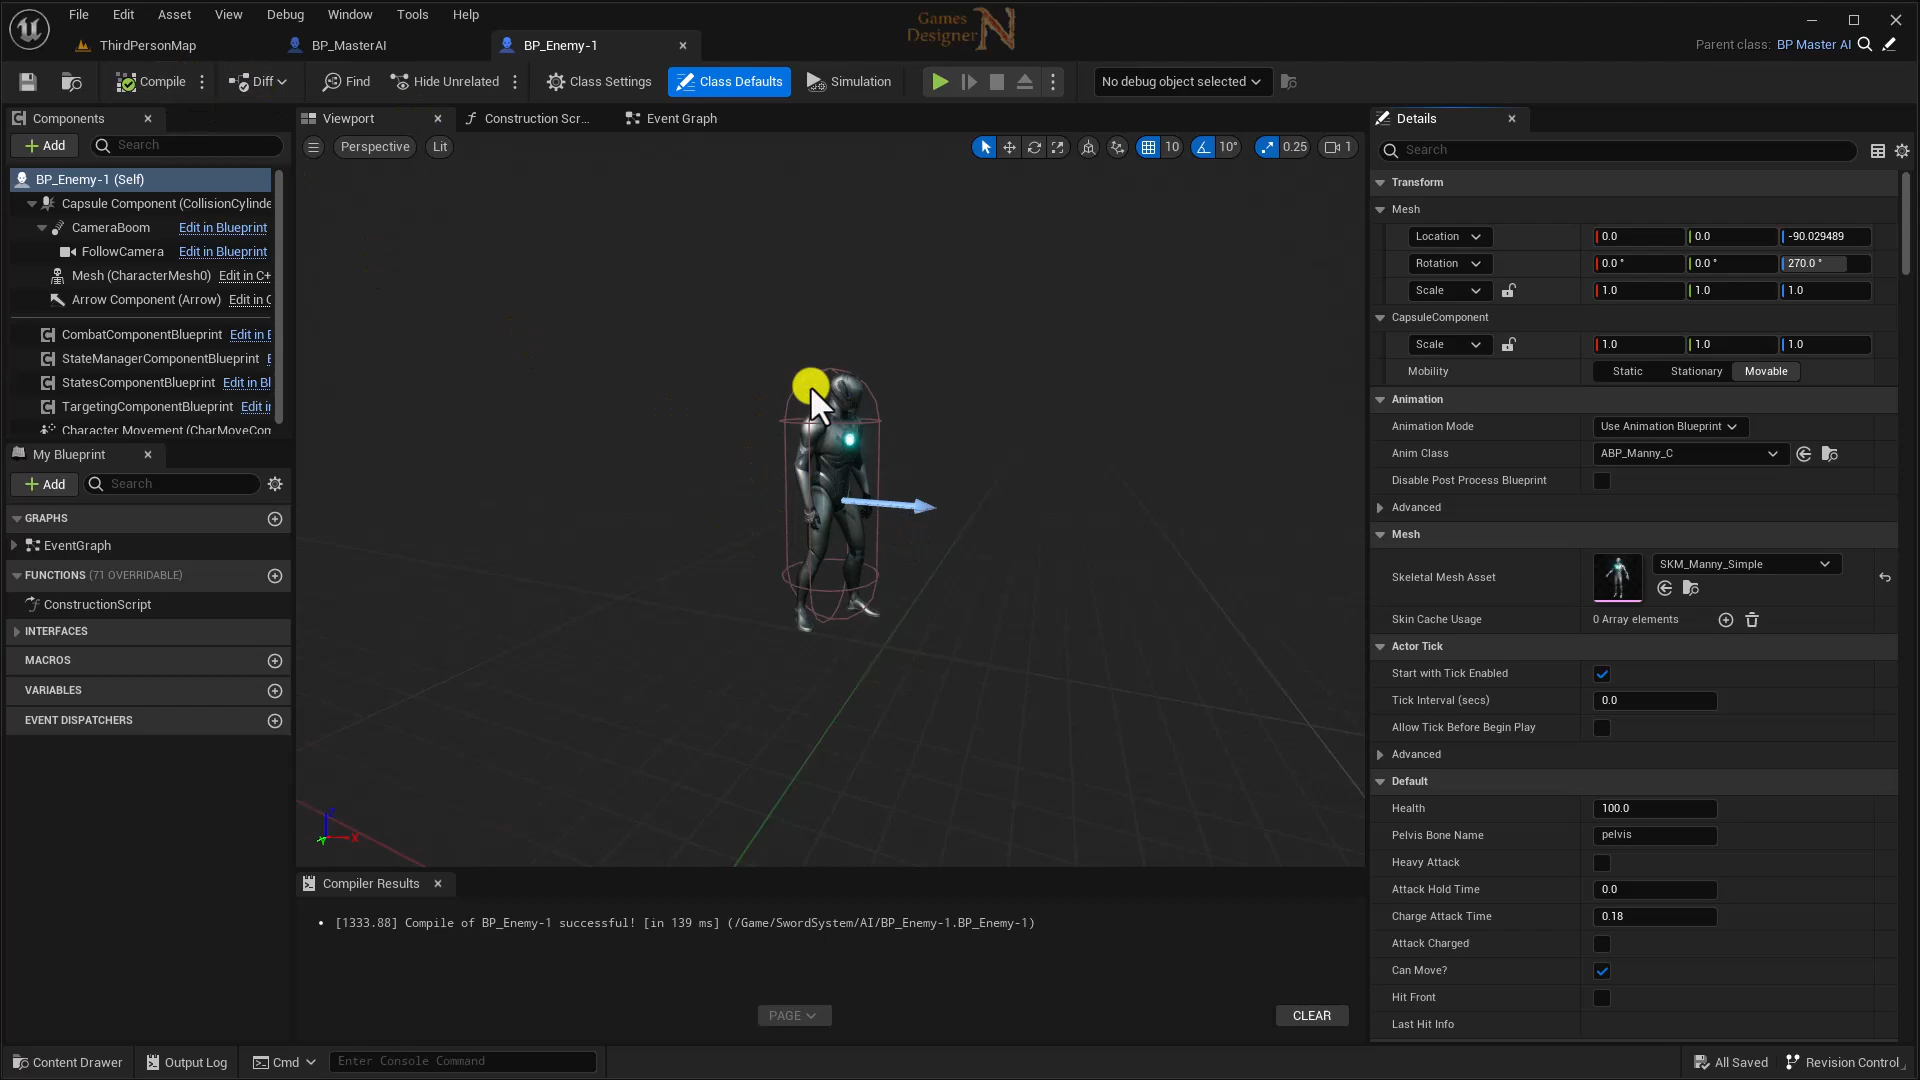 File Edit Asset View Debug Window Tools Help
Games Designer N
ThirdPersonMap BP_MasterAI BP_Enemy-1
Parent class: BP Master AI
Compile Diff Find Hide Unrelated Class Settings Class Defaults Simulation No debug object selected
Components
Add Search
BP_Enemy-1 (Self)
Capsule Component (CollisionCylinde
CameraBoom Edit in Blueprint
FollowCamera Edit in Blueprint
Mesh (CharacterMesh0) Edit in C+
Arrow Component (Arrow) Edit in C
CombatComponentBlueprint Edit in B
StateManagerComponentBlueprint E
StatesComponentBlueprint Edit in Bl
TargetingComponentBlueprint Edit i
Character Movement (CharMoveCom
My Blueprint
Add Search
GRAPHS
EventGraph
FUNCTIONS (71 OVERRIDABLE)
ConstructionScript
INTERFACES
MACROS
VARIABLES
EVENT DISPATCHERS
Viewport Construction Scr... Event Graph
Perspective Lit 10 10° 0.25 1
X
Compiler Results
[1333.88] Compile of BP_Enemy-1 successful! [in 139 ms] (/Game/SwordSystem/AI/BP_Enemy-1.BP_Enemy-1)
PAGE CLEAR
Details
Search
Transform
Mesh
Location 0.0 0.0 -90.029489
Rotation 0.0 ° 0.0 ° 270.0 °
Scale 1.0 1.0 1.0
CapsuleComponent
Scale 1.0 1.0 1.0
Mobility Static Stationary Movable
Animation
Animation Mode Use Animation Blueprint
Anim Class ABP_Manny_C
Disable Post Process Blueprint
Advanced
Mesh
Skeletal Mesh Asset SKM_Manny_Simple
Skin Cache Usage 0 Array elements
Actor Tick
Start with Tick Enabled
Tick Interval (secs) 0.0
Allow Tick Before Begin Play
Advanced
Default
Health 100.0
Pelvis Bone Name pelvis
Heavy Attack
Attack Hold Time 0.0
Charge Attack Time 0.18
Attack Charged
Can Move?
Hit Front
Last Hit Info
Content Drawer Output Log Cmd Enter Console Command All Saved Revision Control